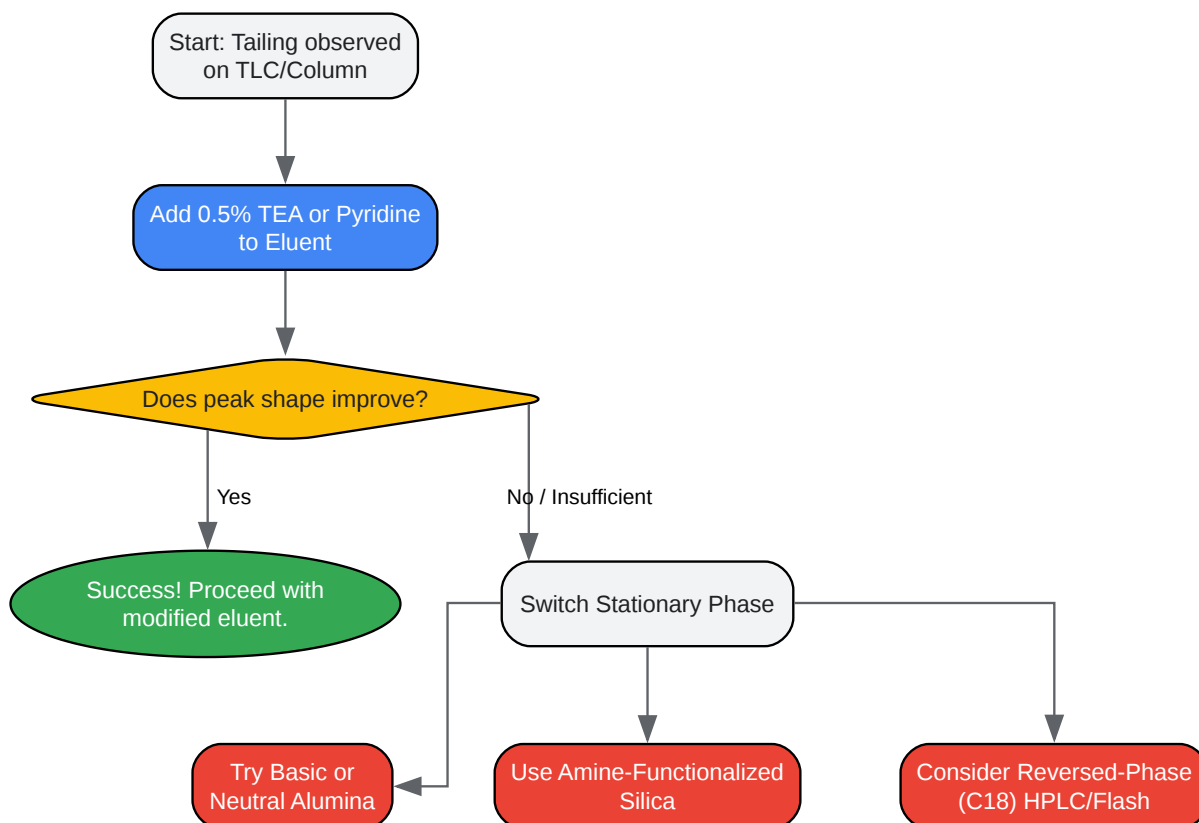 Start: Tailing observed
on TLC/Column
Add 0.5% TEA or Pyridine
to Eluent
Does peak shape improve?
Yes
No / Insufficient
Success! Proceed with
modified eluent.
Switch Stationary Phase
Try Basic or
Neutral Alumina
Use Amine-Functionalized
Silica
Consider Reversed-Phase
(C18) HPLC/Flash